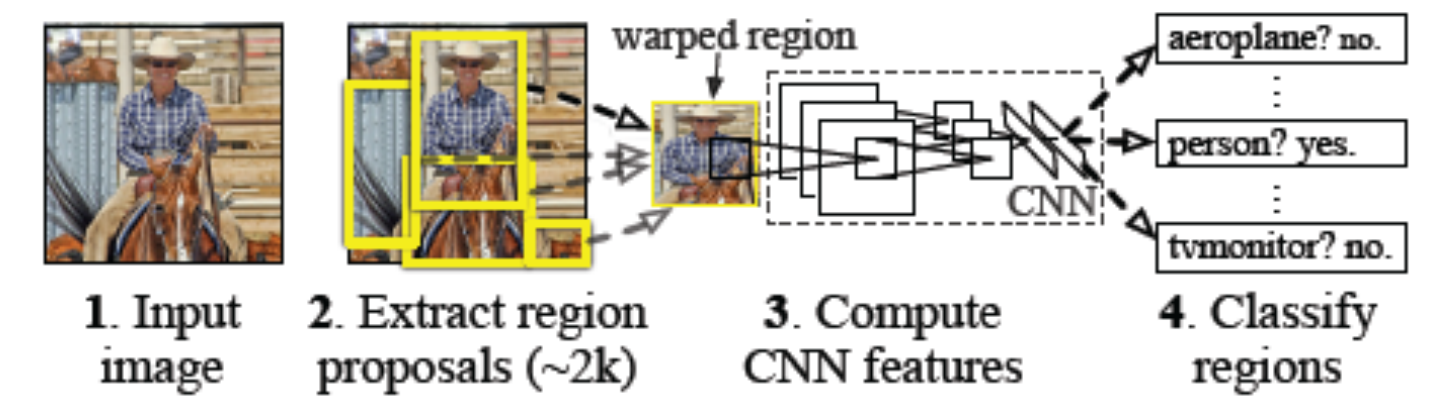 warped region
aeroplane? no.
person? yes.
CNN
tvmonitor? no.
1. Input
image
2. Extract region
proposals (~2k)
3. Compute
CNN features
4. Classify
regions